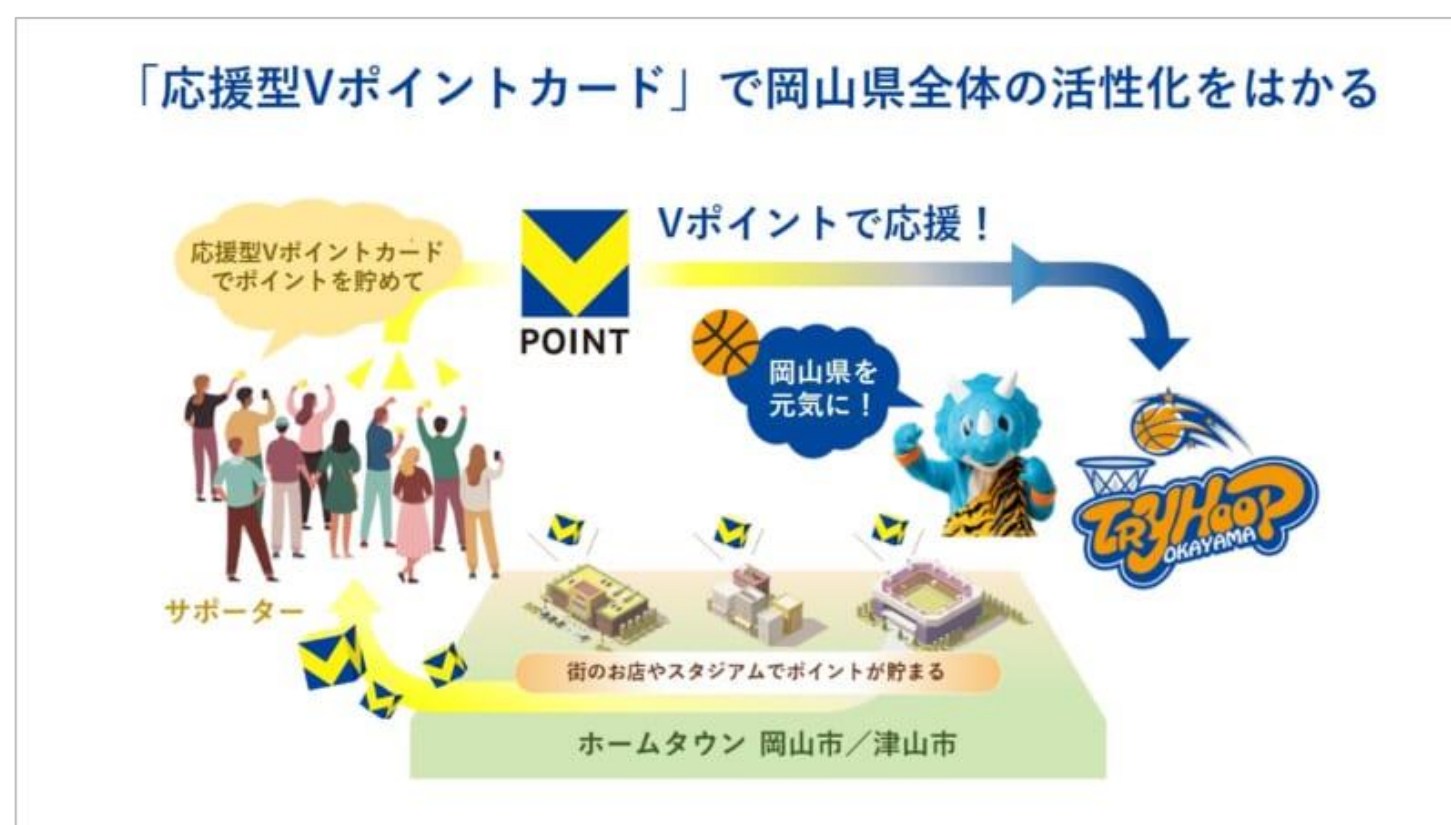 「応援型Vポイントカード」で岡山県全体の活性化をはかる
応援型Vポイントカード
でポイントを貯めて
POINT
Vポイントで応援！
岡山県を
元気に！
TRYHOOP
OKAYAMA
サポーター
街のお店やスタジアムでポイントが貯まる
ホームタウン 岡山市／津山市